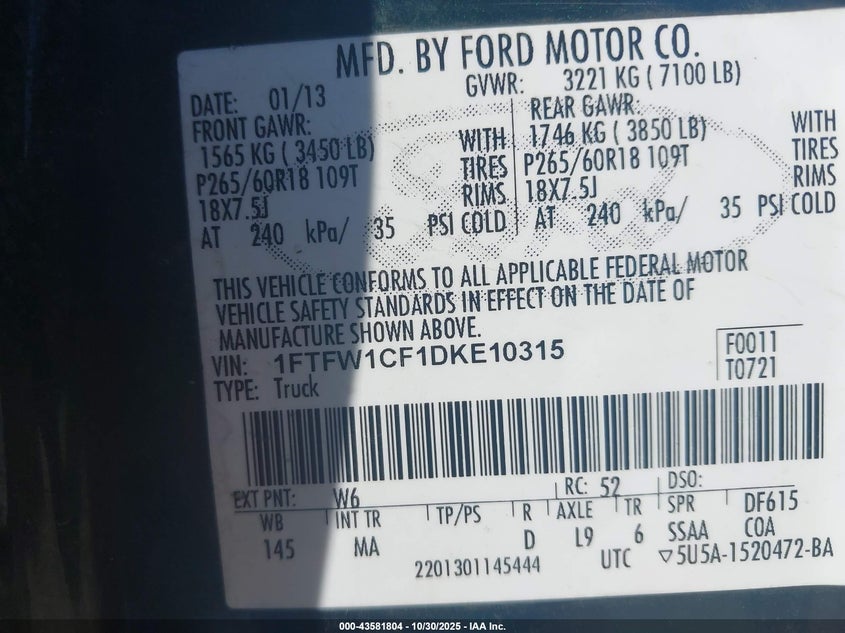 MFD. BY FORD MOTOR CO.
DATE: 01/13
GVWR: 3221 KG ( 7100 LB)
FRONT GAWR:
1565 KG ( 3450 LB)
WITH
P265/60R18 109T
TIRES
18X7.5J
RIMS
AT 240 kPa/ 35 PSI COLD
REAR GAWR:
1746 KG ( 3850 LB)
WITH
P265/60R18 109T
TIRES
18X7.5J
RIMS
AT 240 kPa/ 35 PSI COLD
THIS VEHICLE CONFORMS TO ALL APPLICABLE FEDERAL MOTOR
VEHICLE SAFETY STANDARDS IN EFFECT ON THE DATE OF
MANUFACTURE SHOWN ABOVE.
VIN: 1FTFW1CF1DKE10315
F0011
TYPE: Truck
T0721
EXT PNT: W6 RC: 52 DSO:
WB INT TR TP/PS R AXLE TR SPR DF615
145 MA D L9 6 SSAA COA
2201301145444 UTC ▽5U5A-1520472-BA
000-43581804 - 10/30/2025 - IAA Inc.